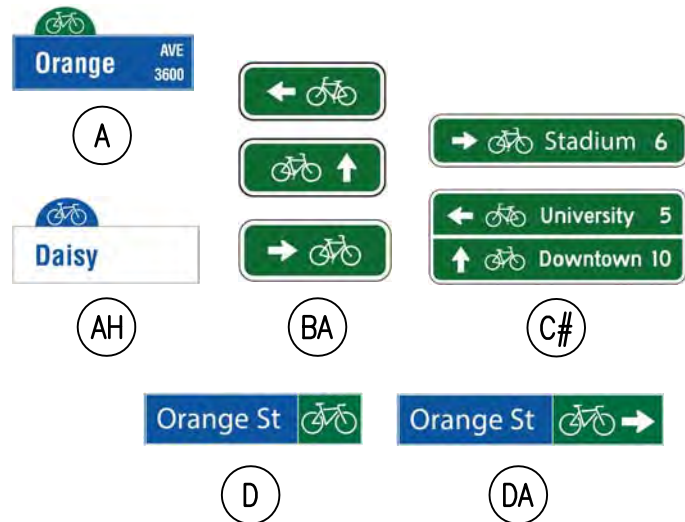 Orange AVE
3600
A
Stadium 6
University 5
Downtown 10
Daisy
AH
BA
C#
Orange St
Orange St
D
DA